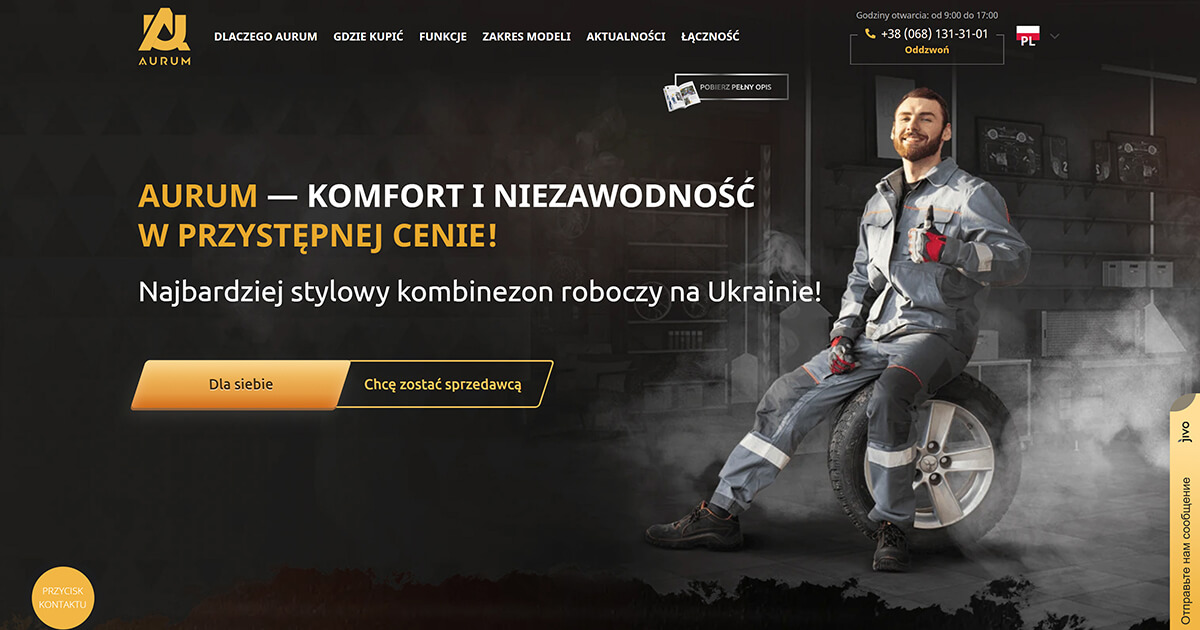 AURUM
DLACZEGO AURUM GDZIE KUPIĆ FUNKCJE ZAKRES MODELI AKTUALNOŚCI ŁĄCZNOŚĆ
Godziny otwarcia: od 9:00 do 17:00
+38 (068) 131-31-01
Oddzwoń
PL
POBIERZ PEŁNY OPIS
AURUM — KOMFORT I NIEZAWODNOŚĆ
W PRZYSTĘPNEJ CENIE!
Najbardziej stylowy kombinezon roboczy na Ukrainie!
Dla siebie
Chcę zostać sprzedawcą
jivo
Отправьте нам сообщение
PRZYCISK
KONTAKTU